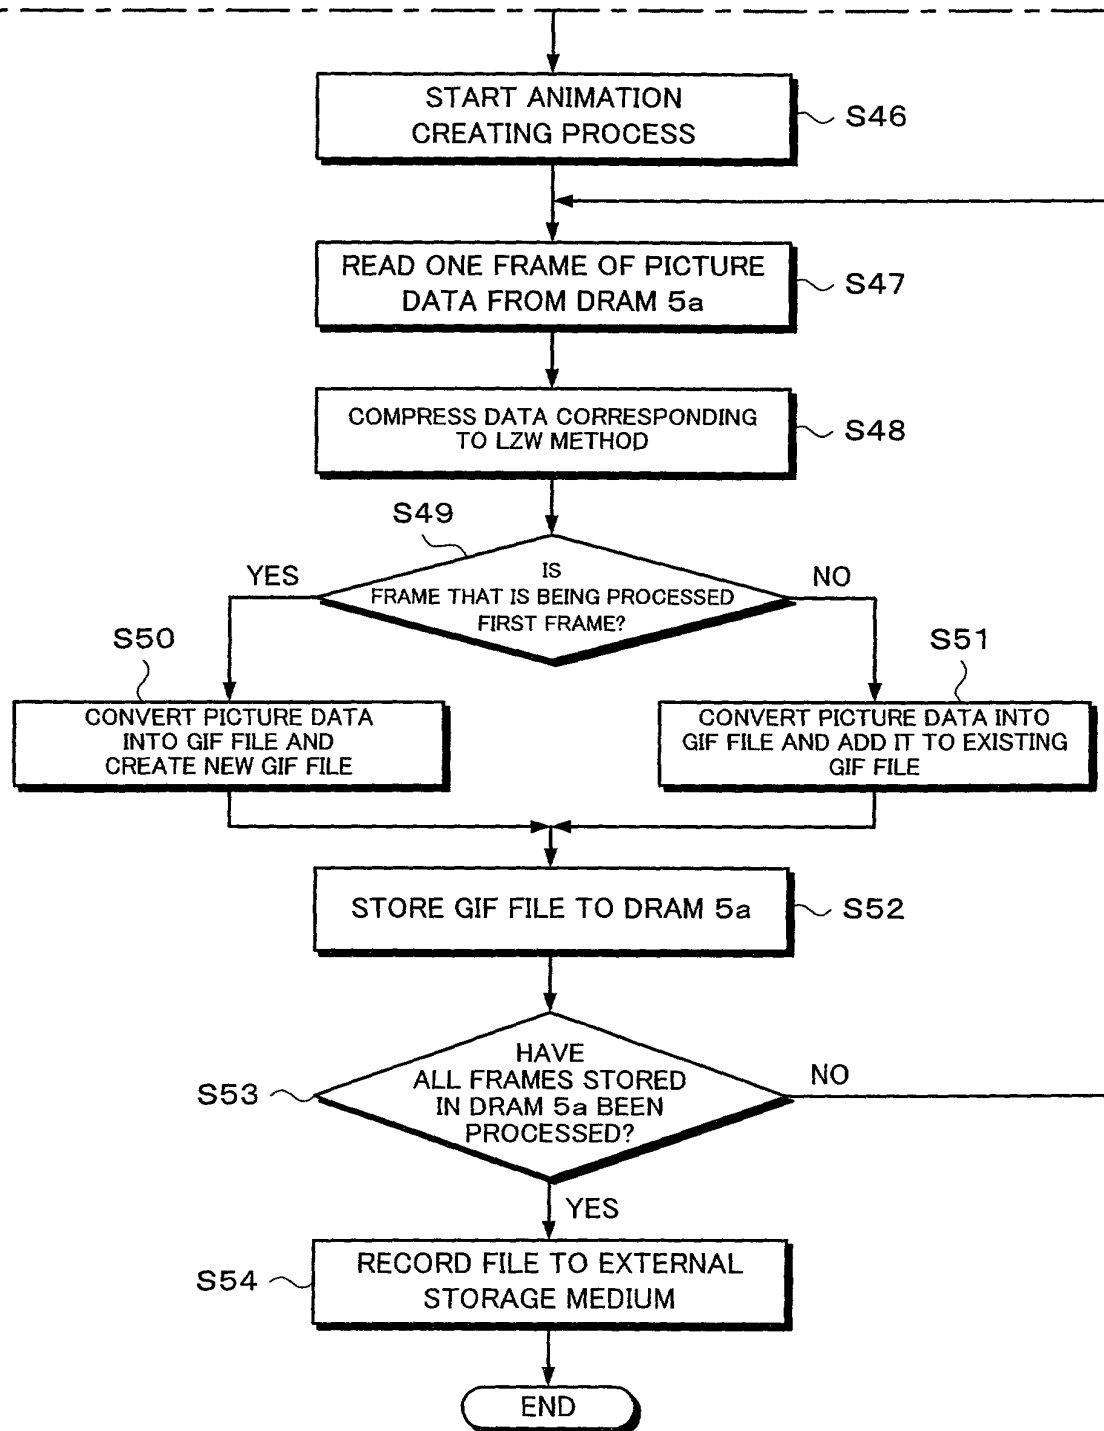 START ANIMATION
CREATING PROCESS
S46
READ ONE FRAME OF PICTURE
DATA FROM DRAM 5a
S47
COMPRESS DATA CORRESPONDING
TO LZW METHOD
S48
S49
IS
FRAME THAT IS BEING PROCESSED
FIRST FRAME?
YES
NO
S50
S51
CONVERT PICTURE DATA
INTO GIF FILE AND
CREATE NEW GIF FILE
CONVERT PICTURE DATA INTO
GIF FILE AND ADD IT TO EXISTING
GIF FILE
STORE GIF FILE TO DRAM 5a
S52
S53
HAVE
ALL FRAMES STORED
IN DRAM 5a BEEN
PROCESSED?
NO
YES
S54
RECORD FILE TO EXTERNAL
STORAGE MEDIUM
END